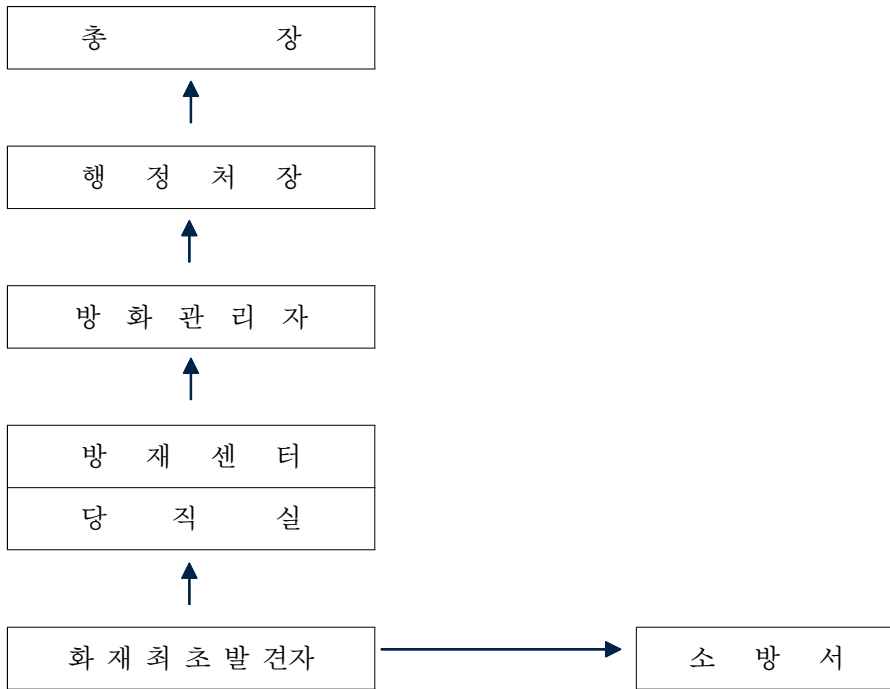 총 장
행 정 처 장
방 화 관 리 자
방 재 센 터
당 직 실
화 재 최 초 발 견자
소 방 서